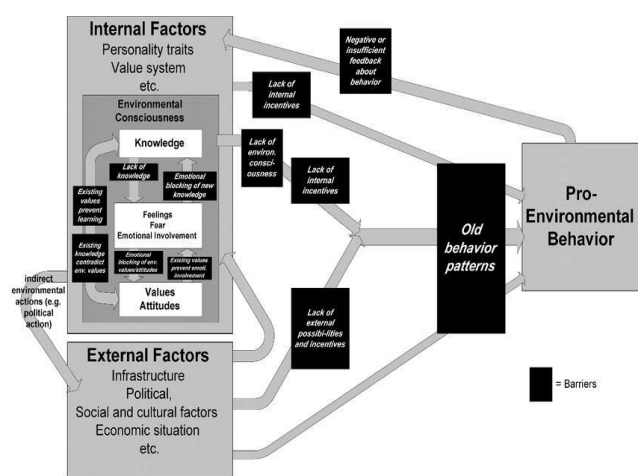 Internal Factors
Personality traits
Value system
etc.
Environmental
Consciousness
Knowledge
Lack of
knowledge
Emotional
blocking of new
knowledge
Existing
values
prevent
learning
Feelings
Fear
Emotional Involvement
Existing
knowledge
contradict
env. values
Emotional
blocking of env.
values/attitudes
Existing values
prevent emoti.
involvement
Values
Attitudes
indirect
environmental
actions (e.g.
political
action)
External Factors
Infrastructure
Political,
Social and cultural factors
Economic situation
etc.
Negative or
insufficient
feedback
about
behavior
Lack of
internal
incentives
Lack of
environ.
consci-
ousness
Lack of
internal
incentives
Lack of
external
possibi-lities
and incentives
Old
behavior
patterns
Pro-
Environmental
Behavior
= Barriers